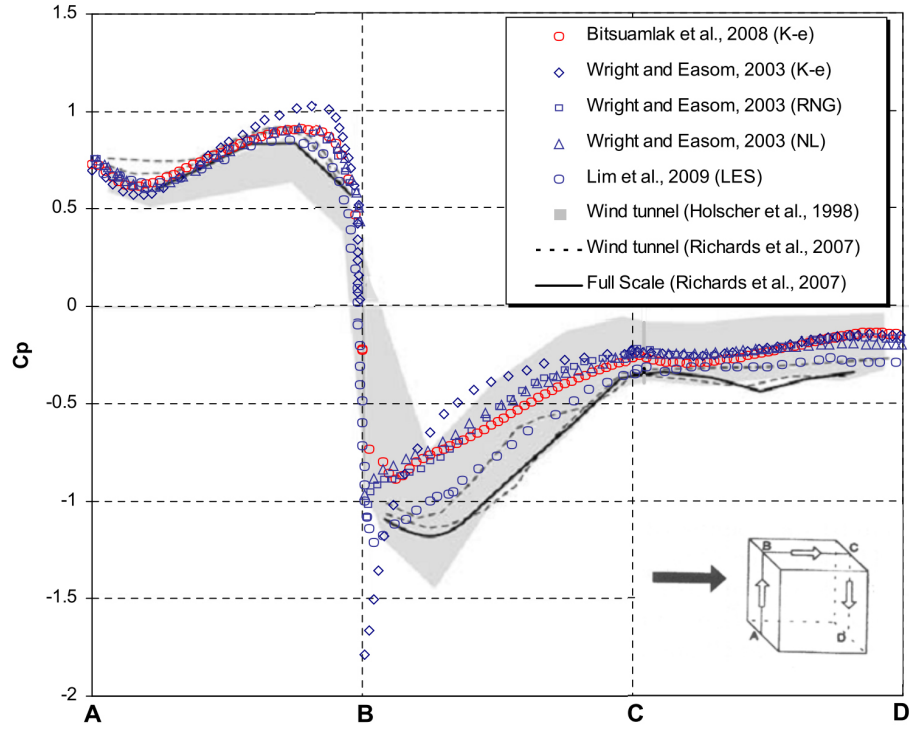 1.5
1
0.5
0
-0.5
-1
-1.5
-2
Cp
A
B
C
D
Bitsuamlak et al., 2008 (K-e)
Wright and Easom, 2003 (K-e)
Wright and Easom, 2003 (RNG)
Wright and Easom, 2003 (NL)
Lim et al., 2009 (LES)
Wind tunnel (Holscher et al., 1998)
Wind tunnel (Richards et al., 2007)
Full Scale (Richards et al., 2007)
B
C
A
D